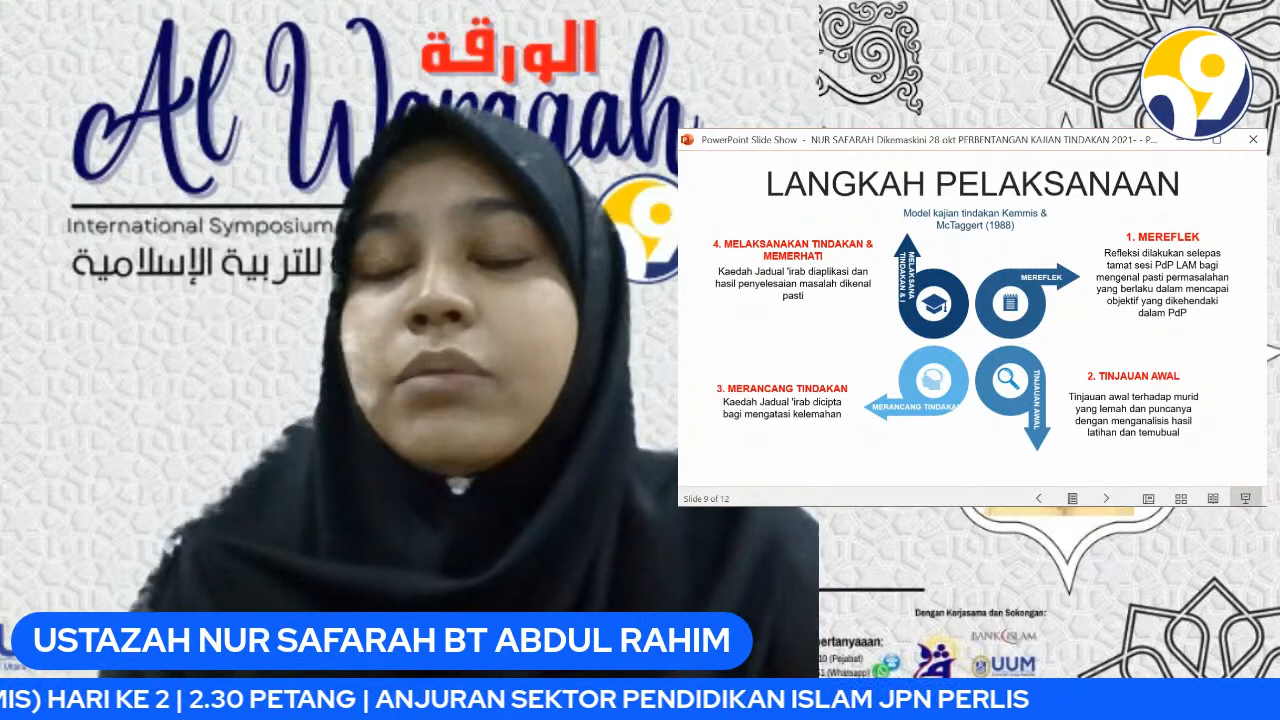 الورقة
Al Waraqah
International Symposium
للتربية الإسلامية
PowerPoint Slide Show - NUR SAFARAH Dikemaskini 28 okt PERBENTANGAN KAJIAN TINDAKAN 2021- - P...
LANGKAH PELAKSANAAN
Model kajian tindakan Kemmis &
McTaggert (1988)
4. MELAKSANAKAN TINDAKAN &
MEMERHATI
Kaedah Jadual 'irab diaplikasi dan
hasil penyelesaian masalah dikenal
pasti
MELAKSANA
TINDAKAN & I
MEREFLEK
1. MEREFLEK
Refleksi dilakukan selepas
tamat sesi PdP LAM bagi
mengenal pasti permasalahan
yang berlaku dalam mencapai
objektif yang dikehendaki
dalam PdP
3. MERANCANG TINDAKAN
Kaedah Jadual 'irab dicipta
bagi mengatasi kelemahan
MERANCANG TINDAKAN
TINJAUAN AWAL
2. TINJAUAN AWAL
Tinjauan awal terhadap murid
yang lemah dan puncanya
dengan menganalisis hasil
latihan dan temubual
Slide 9 of 12
Dengan Kerjasama dan Sokongan:
BANK ISLAM
UUM
ertanyaaan:
10 (Pejabat)
51 (Whatsapp)
USTAZAH NUR SAFARAH BT ABDUL RAHIM
MIS) HARI KE 2 | 2.30 PETANG | ANJURAN SEKTOR PENDIDIKAN ISLAM JPN PERLIS